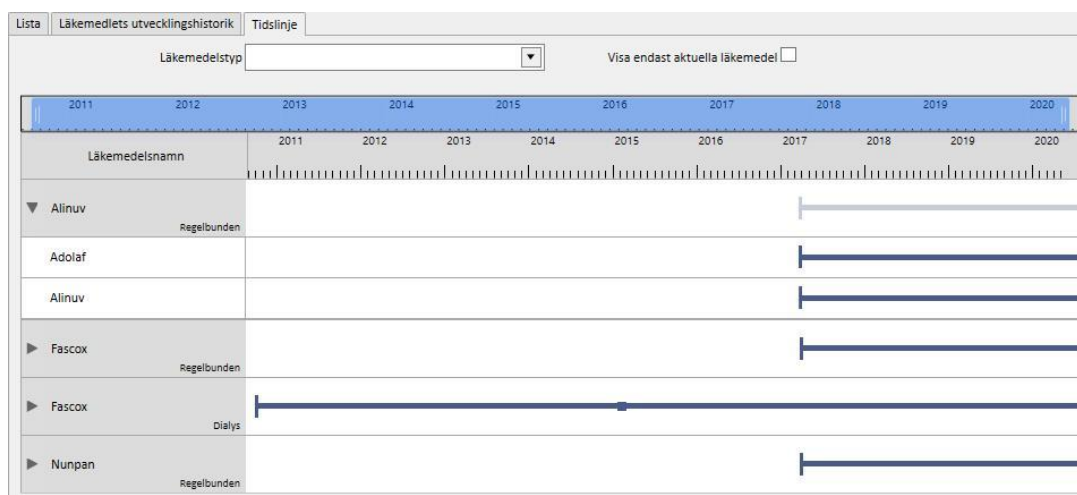 Lista Läkemedlets utvecklingshistorik Tidslinje
Läkemedelstyp Visa endast aktuella läkemedel
2011 2012 2013 2014 2015 2016 2017 2018 2019 2020
Läkemedelsnamn 2011 2012 2013 2014 2015 2016 2017 2018 2019 2020
Alinuv
Regelbunden
Adolaf
Alinuv
Fascox
Regelbunden
Fascox
Dialys
Nunpan
Regelbunden